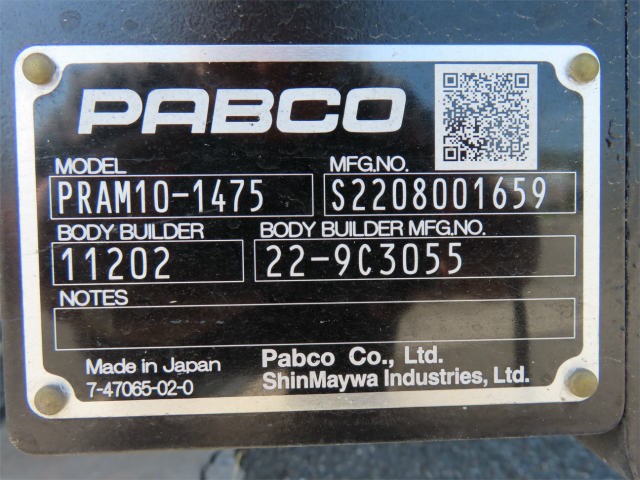 PABCO
MODEL MFG.NO.
PRAM10-1475 S2208001659
BODY BUILDER BODY BUILDER MFG.NO.
11202 22-9C3055
NOTES
Made in Japan Pabco Co., Ltd.
7-47065-02-0 ShinMaywa Industries, Ltd.